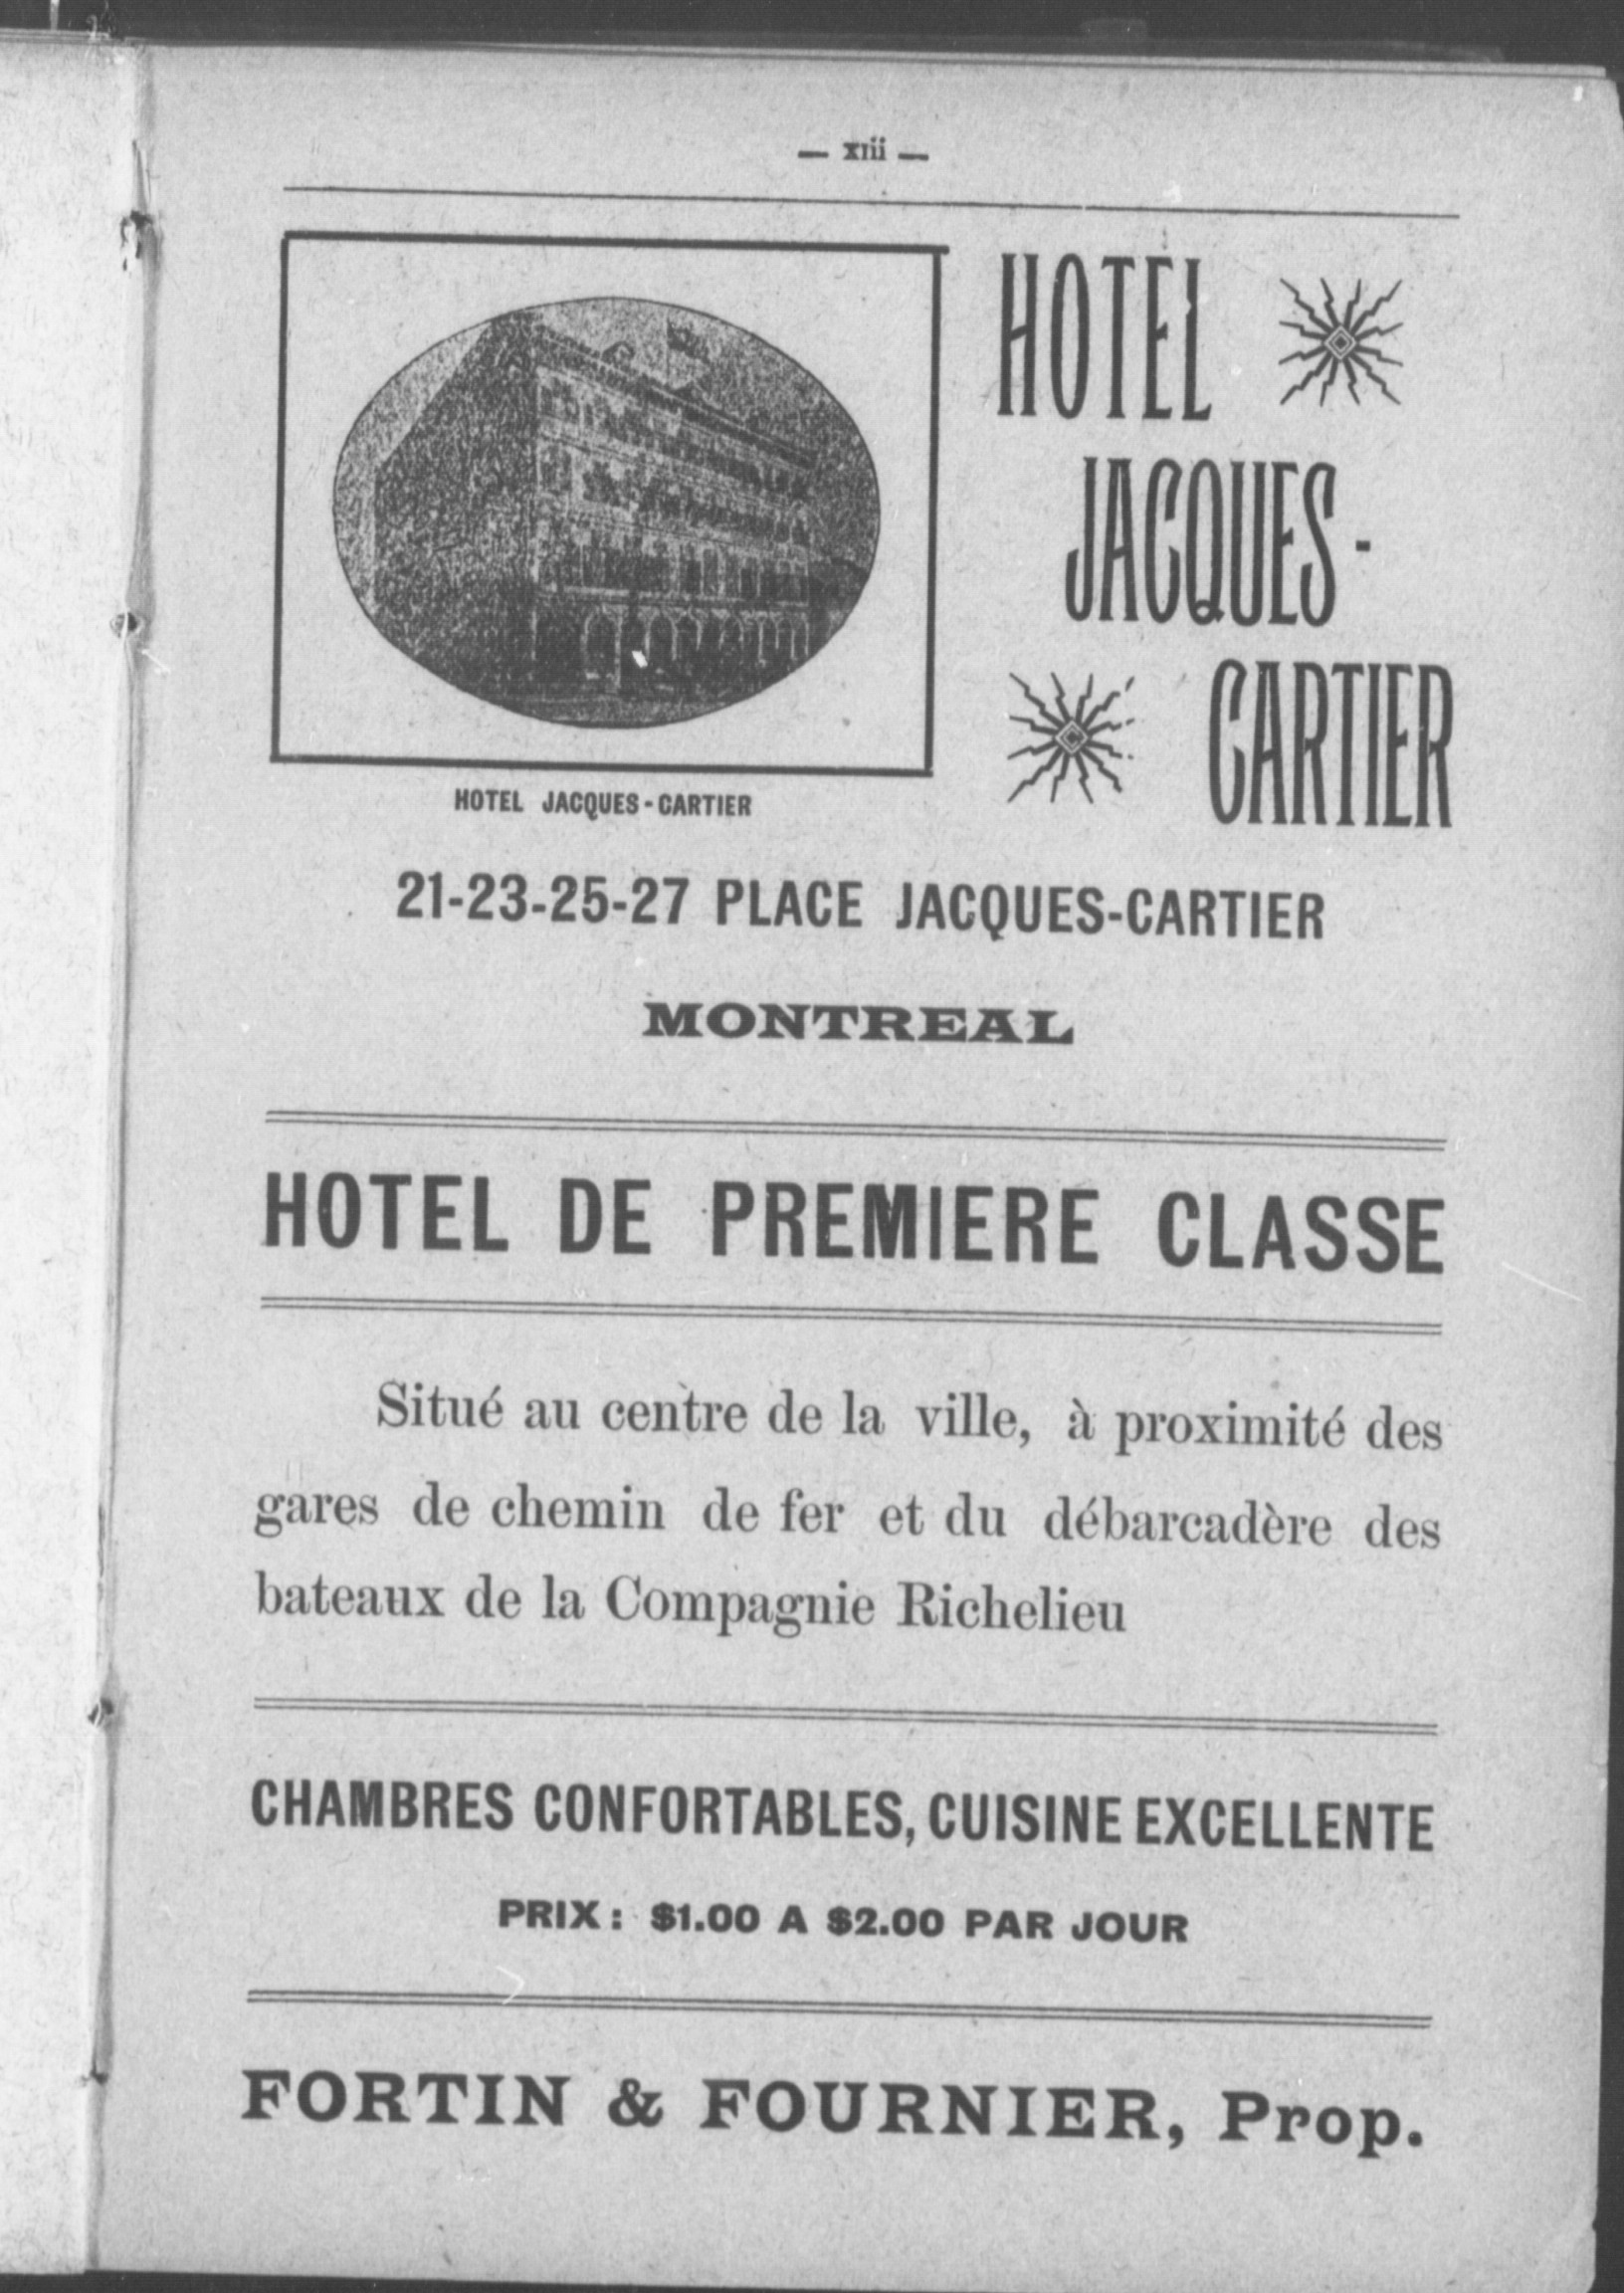 — xiii —
HOTEL
JACQUES-
CARTIER
HOTEL JACQUES-CARTIER
21-23-25-27 PLACE JACQUES-CARTIER
MONTREAL
HOTEL DE PREMIERE CLASSE
Situé au centre de la ville, à proximité des
gares de chemin de fer et du débarcadère des
bateaux de la Compagnie Richelieu
CHAMBRES CONFORTABLES, CUISINE EXCELLENTE
PRIX: $1.00 A $2.00 PAR JOUR
FORTIN & FOURNIER, Prop.